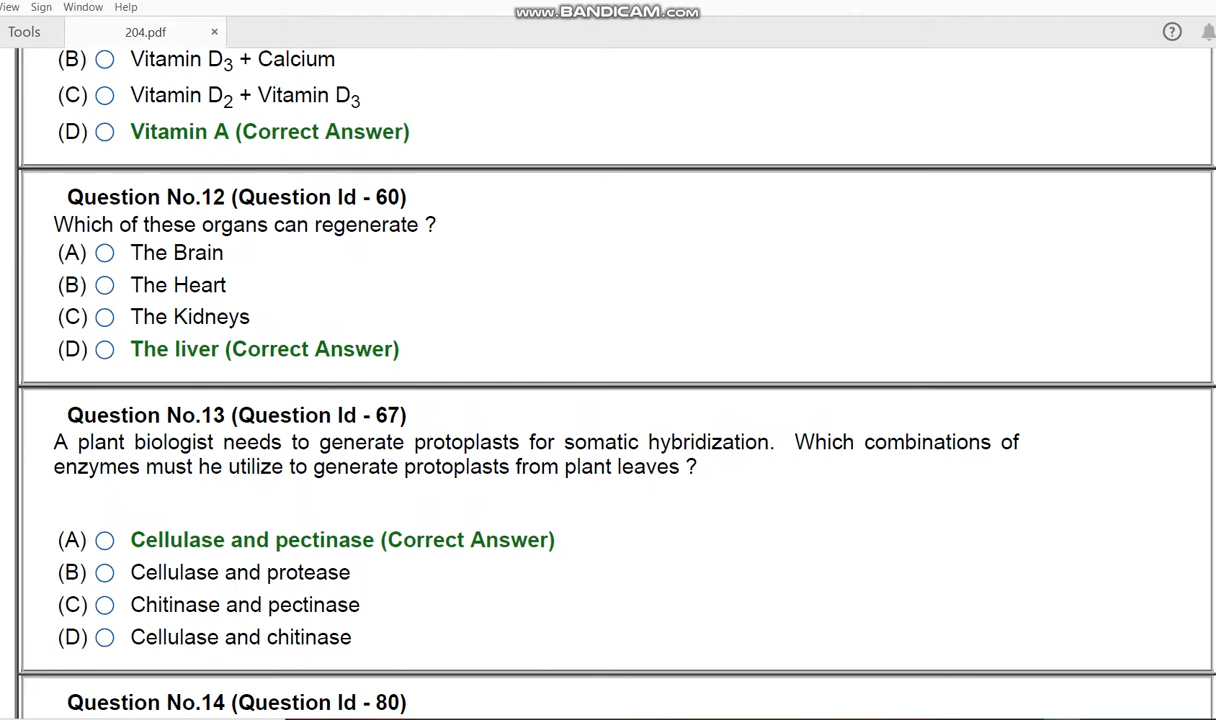 View Sign Window Help
www.BANDICAM.com
Tools 204.pdf × ?
(B) Vitamin D3 + Calcium
(C) Vitamin D2 + Vitamin D3
(D) Vitamin A (Correct Answer)
Question No.12 (Question Id - 60)
Which of these organs can regenerate ?
(A) The Brain
(B) The Heart
(C) The Kidneys
(D) The liver (Correct Answer)
Question No.13 (Question Id - 67)
A plant biologist needs to generate protoplasts for somatic hybridization. Which combinations of
enzymes must he utilize to generate protoplasts from plant leaves ?
(A) Cellulase and pectinase (Correct Answer)
(B) Cellulase and protease
(C) Chitinase and pectinase
(D) Cellulase and chitinase
Question No.14 (Question Id - 80)